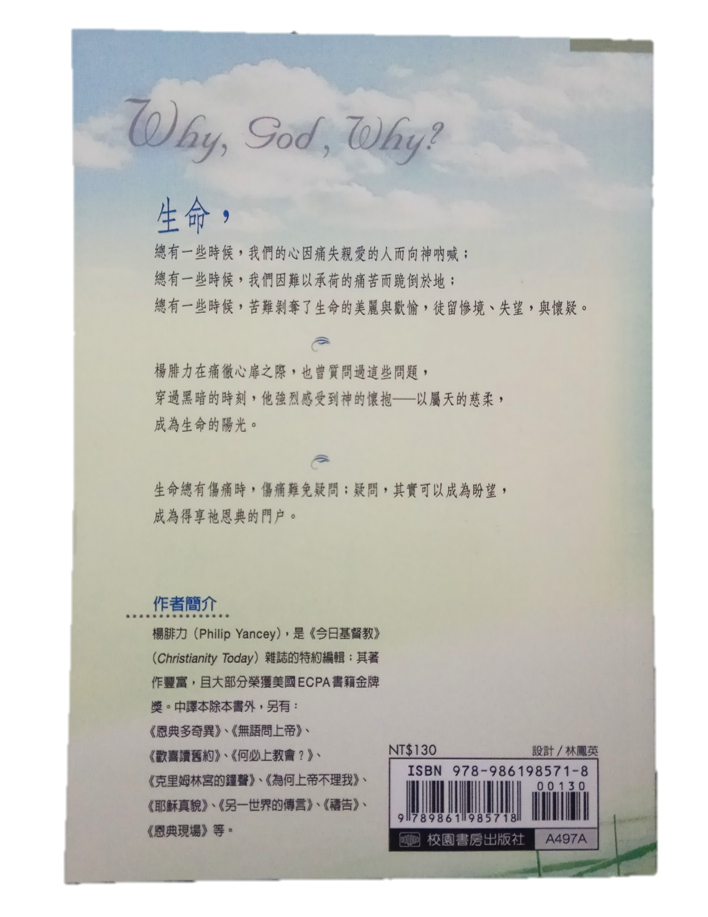 Why, God, Why?
生命，
總有一些時候，我們的心因痛失親愛的人而向神吶喊；
總有一些時候，我們因難以承荷的痛苦而跪倒於地；
總有一些時候，苦難剝奪了生命的美麗與歡愉，徒留慘境、失望，與懷疑。
楊腓力在痛徹心扉之際，也曾質問過這些問題，
穿過黑暗的時刻，他強烈感受到神的懷抱──以屬天的慈柔，
成為生命的陽光。
生命總有傷痛時，傷痛難免疑問；疑問，其實可以成為盼望，
成為得享祂恩典的門户。
作者簡介
楊腓力（Philip Yancey），是《今日基督教》
（Christianity Today）雜誌的特約編輯；其著
作豐富，且大部分榮獲美國ECPA書籍金牌
獎。中譯本除本書外，另有：
《恩典多奇異》、《無語問上帝》、
《歡喜讀舊約》、《何必上教會？》、
《克里姆林宮的鐘聲》、《為何上帝不理我》、
《耶穌真貌》、《另一世界的傳言》、《禱告》、
《恩典現場》等。
NT$130
設計/林鳳英
ISBN 978-986198571-8
00130
9 789861 985718
校園書房出版社
A497A